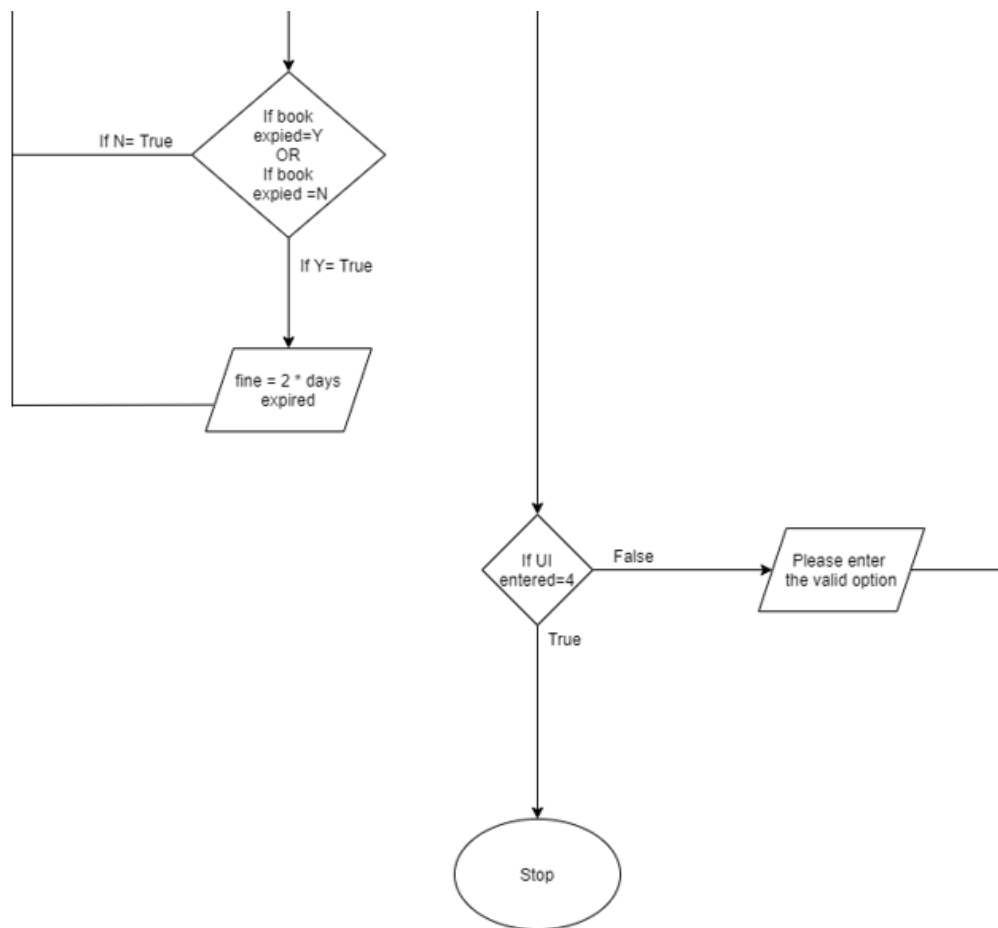 If book
expied=Y
OR
If book
expied =N
If N= True
If Y= True
fine = 2 * days
expired
If UI
entered=4
False
Please enter
the valid option
True
Stop